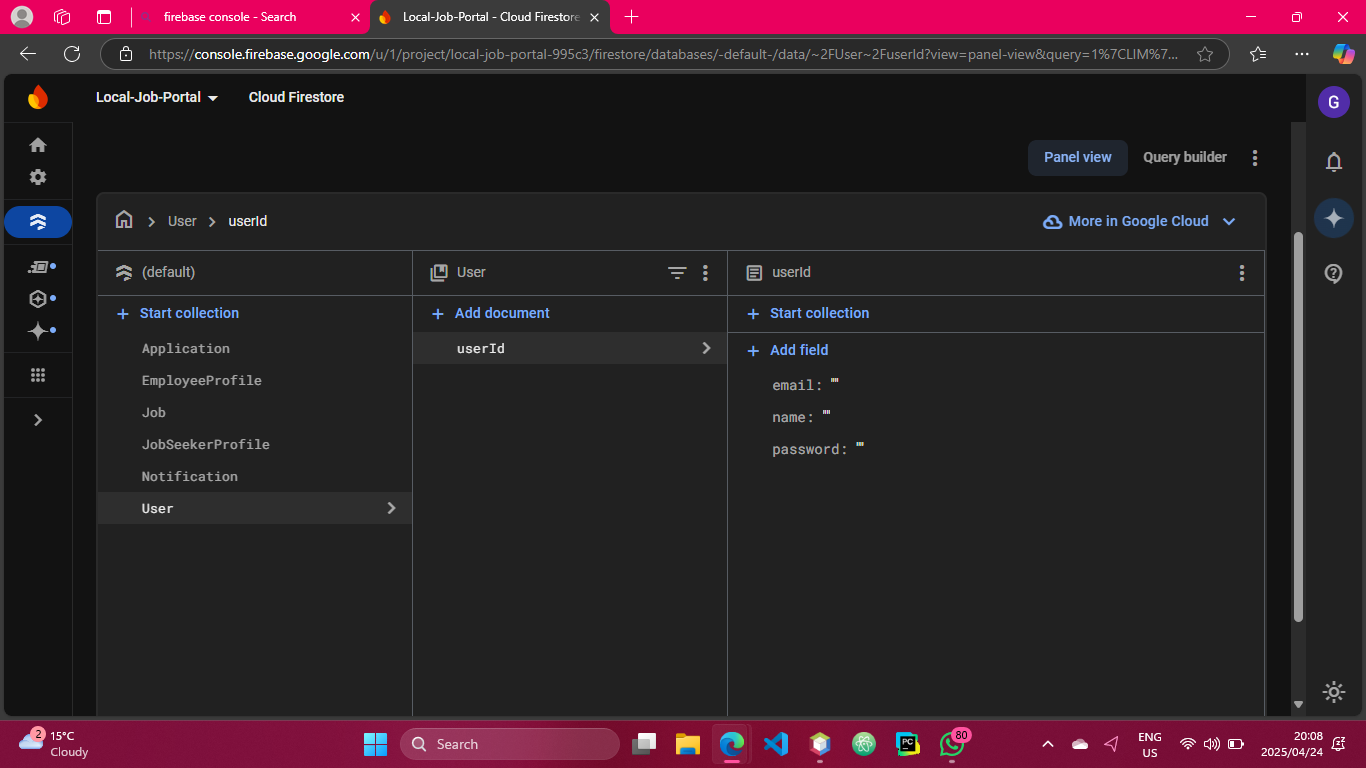 firebase console - Search
Local-Job-Portal - Cloud Firestore
https://console.firebase.google.com/u/1/project/local-job-portal-995c3/firestore/databases/-default-/data/~2FUser~2FuserId?view=panel-view&query=1%7CLIM%7...
Local-Job-Portal
Cloud Firestore
G
Panel view
Query builder
User
userId
More in Google Cloud
(default)
User
userId
+ Start collection
+ Add document
+ Start collection
Application
userId
+ Add field
EmployeeProfile
email: ""
Job
name: ""
JobSeekerProfile
password: ""
Notification
User
2
15°C
Cloudy
Search
PC
80
ENG
US
20:08
2025/04/24